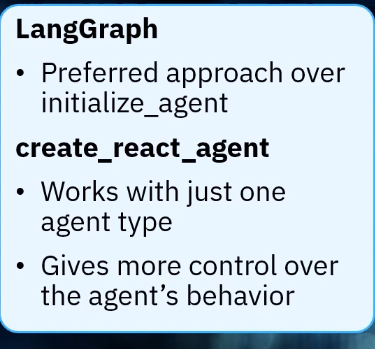 LangGraph
• Preferred approach over
initialize_agent
create_react_agent
• Works with just one
agent type
• Gives more control over
the agent’s behavior